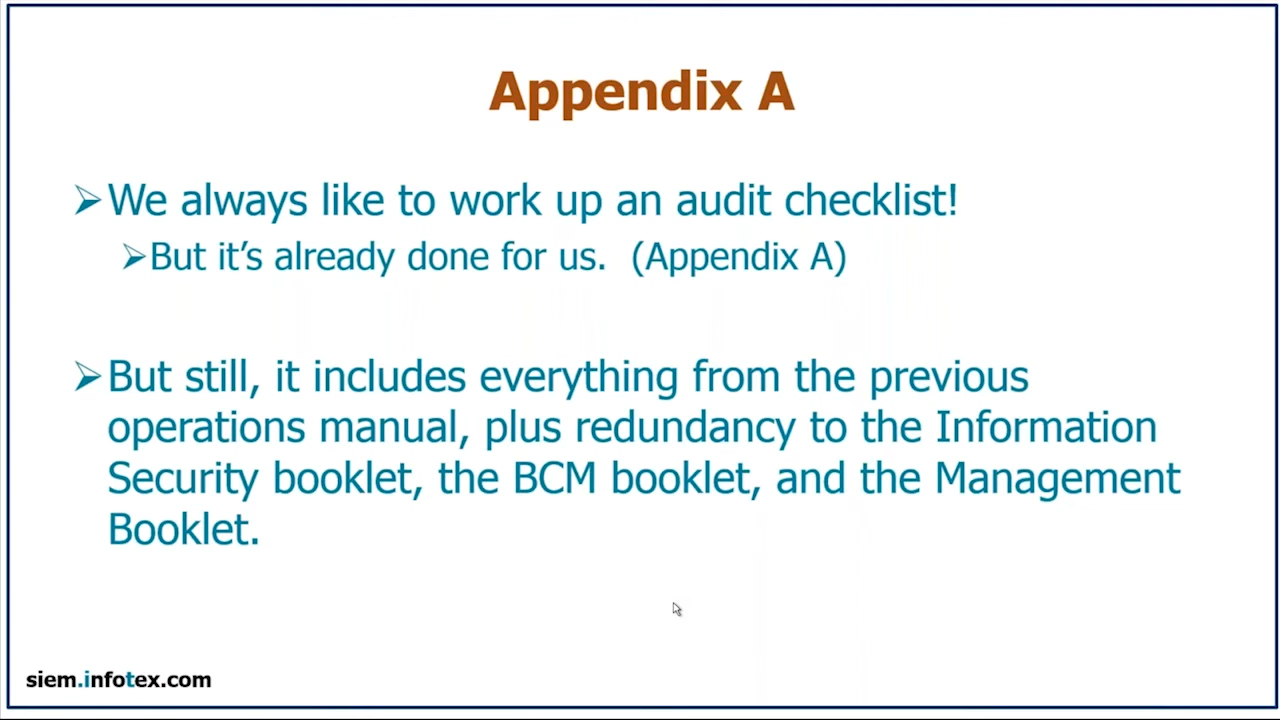 Appendix A
➢We always like to work up an audit checklist!
➢But it's already done for us.  (Appendix A)
➢But still, it includes everything from the previous
operations manual, plus redundancy to the Information
Security booklet, the BCM booklet, and the Management
Booklet.
siem.infotex.com